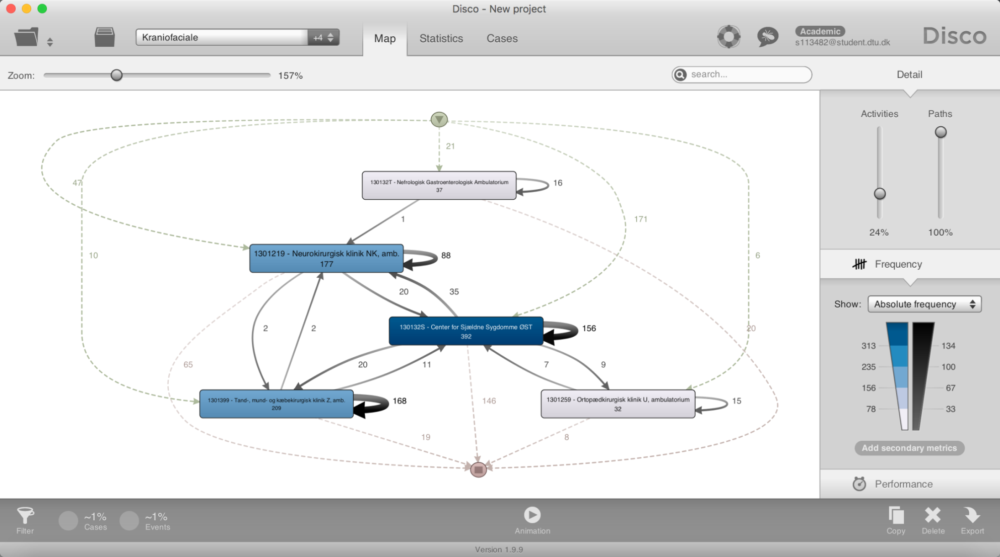 Disco - New project
Kraniofaciale
+4
Map
Statistics
Cases
Academic
s113482@student.dtu.dk
Disco
Zoom:
157%
search...
Detail
Activities
Paths
24%
100%
21
130132T - Nefrologisk Gastroenterologisk Ambulatorium
37
16
47
1
171
1301219 - Neurokirurgisk klinik NK, amb.
177
88
10
6
20
35
2
2
130132S - Center for Sjældne Sygdomme ØST
392
156
20
65
20
11
7
9
1301399 - Tand-, mund- og kæbekirurgisk klinik Z, amb.
209
168
146
1301259 - Ortopædkirurgisk klinik U, ambulatorium
32
15
19
8
Frequency
Show:
Absolute frequency
313
134
235
100
156
67
78
33
Add secondary metrics
Performance
Filter
~1%
Cases
~1%
Events
Animation
Copy
Delete
Export
Version 1.9.9